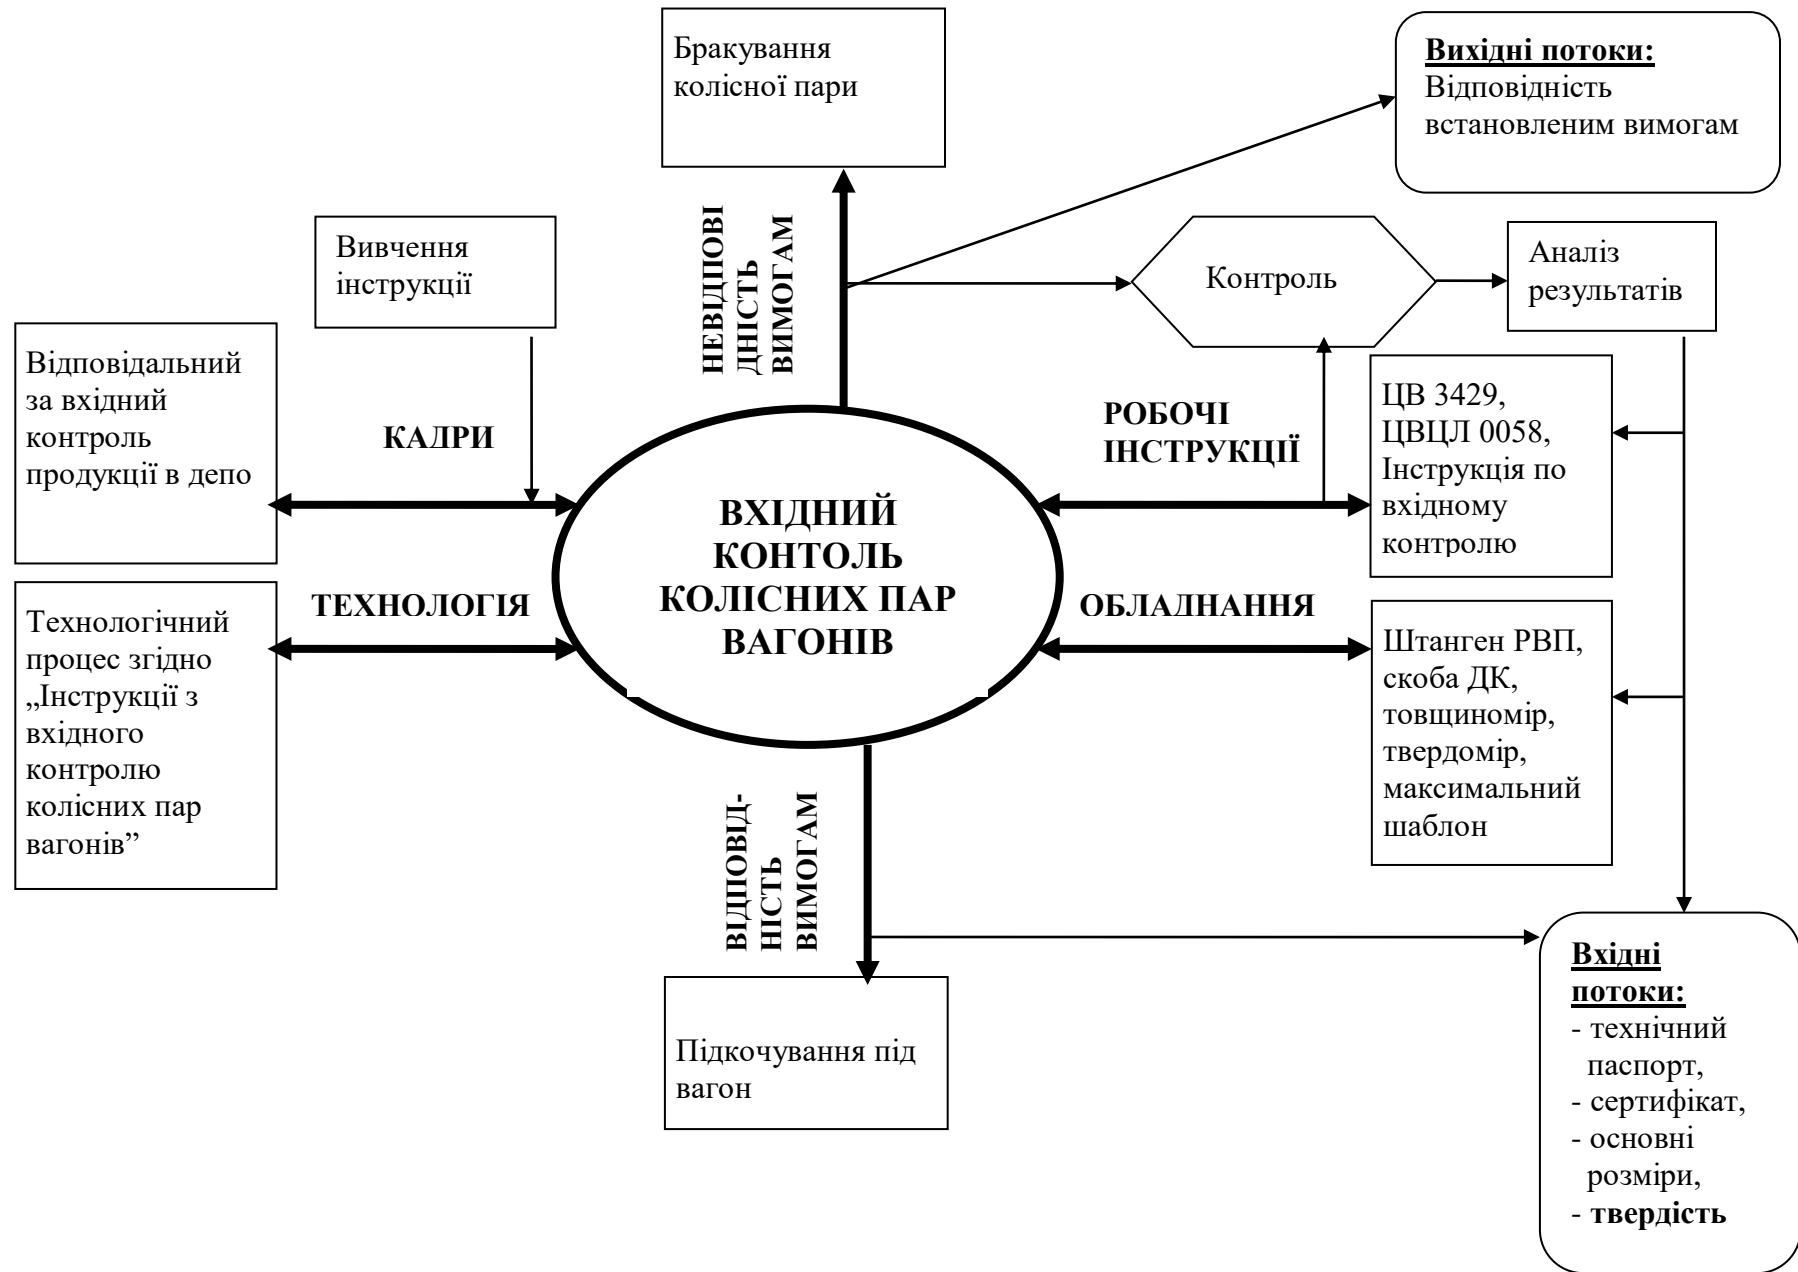 Бракування
колісної пари
Вихідні потоки:
Відповідність
встановленим вимогам
Вивчення
інструкції
НЕВІДПОВІ
ДНІСТЬ
ВИМОГАМ
Контроль
Аналіз
результатів
Відповідальний
за вхідний
контроль
продукції в депо
КАДРИ
РОБОЧІ
ІНСТРУКЦІЇ
ЦВ 3429,
ЦВЦЛ 0058,
Інструкція по
вхідному
контролю
ВХІДНИЙ
КОНТОЛЬ
КОЛІСНИХ ПАР
ВАГОНІВ
Технологічний
процес згідно
„Інструкції з
вхідного
контролю
колісних пар
вагонів”
ТЕХНОЛОГІЯ
ОБЛАДНАННЯ
Штанген РВП,
скоба ДК,
товщиномір,
твердомір,
максимальний
шаблон
ВІДПОВІД-
НІСТЬ
ВИМОГАМ
Підкочування під
вагон
Вхідні
потоки:
- технічний
паспорт,
- сертифікат,
- основні
розміри,
- твердість